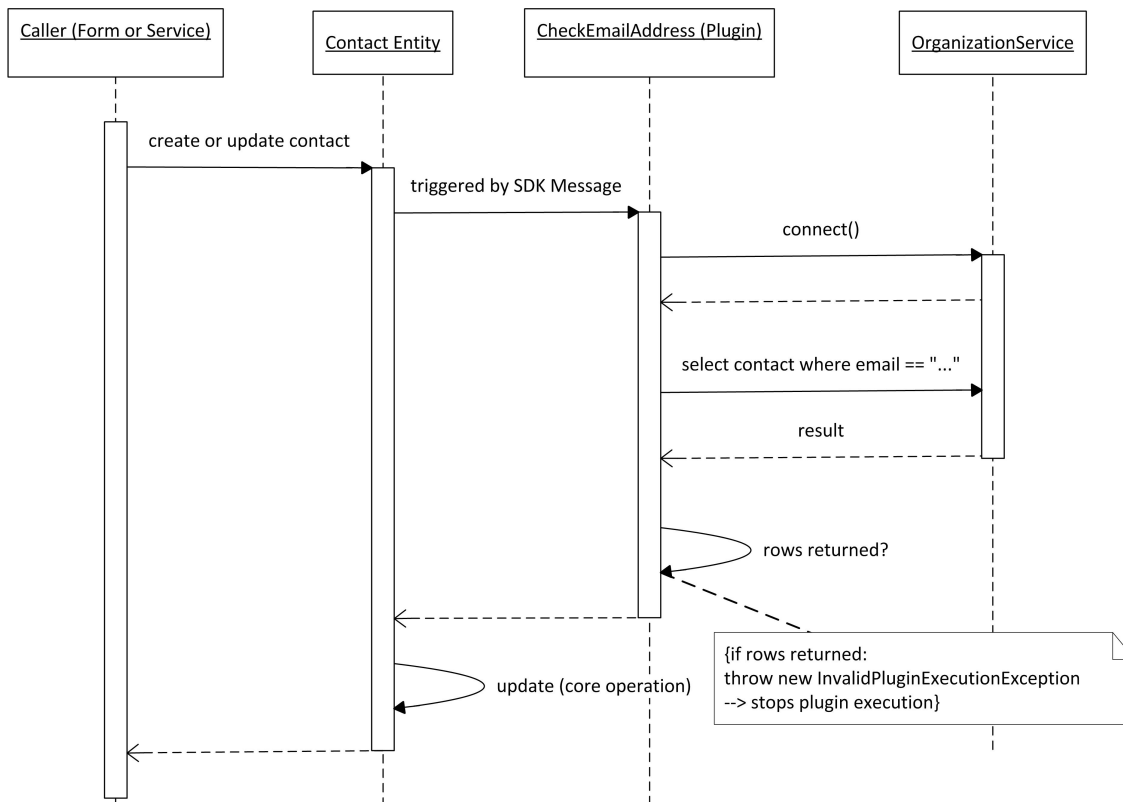 Caller (Form or Service)
Contact Entity
CheckEmailAddress (Plugin)
OrganizationService
create or update contact
triggered by SDK Message
connect()
select contact where email == "..."
result
rows returned?
{if rows returned:
throw new InvalidPluginExecutionException
--> stops plugin execution}
update (core operation)